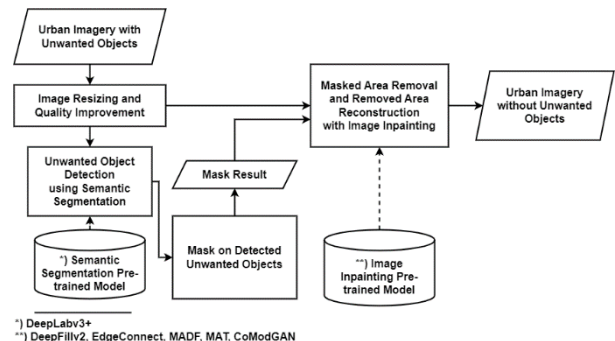 Urban Imagery with
Unwanted Objects
Image Resizing and
Quality Improvement
Unwanted Object
Detection
using Semantic
Segmentation
*) Semantic
Segmentation Pre-
trained Model
Mask Result
Mask on Detected
Unwanted Objects
Masked Area Removal
and Removed Area
Reconstruction
with Image Inpainting
**) Image
Inpainting Pre-
trained Model
Urban Imagery
without Unwanted
Objects
*) DeepLabv3+
**) DeepFillv2, EdgeConnect, MADF, MAT, CoModGAN